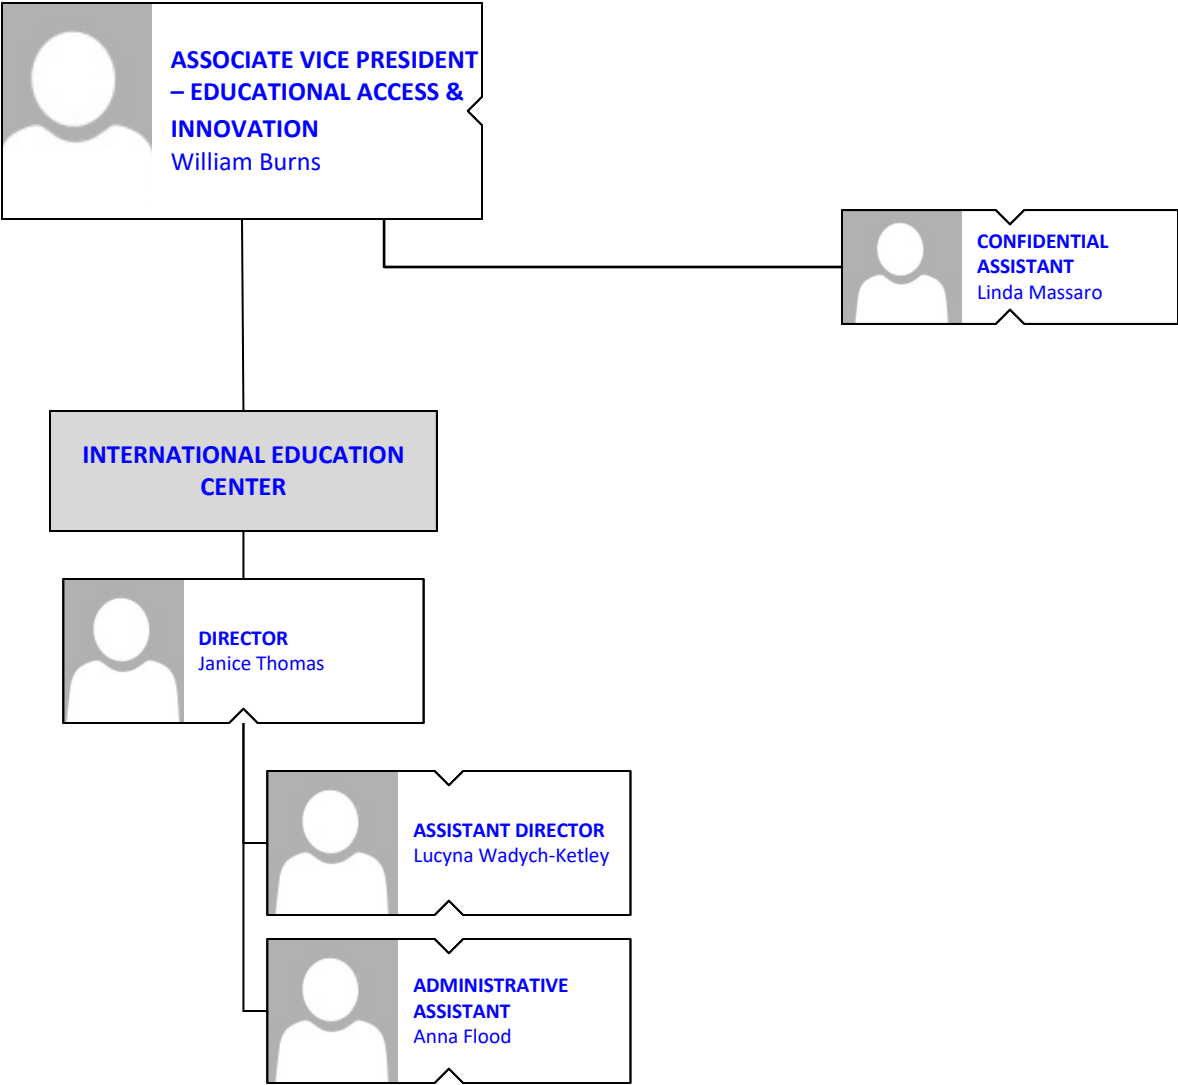 ASSOCIATE VICE PRESIDENT
– EDUCATIONAL ACCESS &
INNOVATION
William Burns
CONFIDENTIAL
ASSISTANT
Linda Massaro
INTERNATIONAL EDUCATION
CENTER
DIRECTOR
Janice Thomas
ASSISTANT DIRECTOR
Lucyna Wadych-Ketley
ADMINISTRATIVE
ASSISTANT
Anna Flood